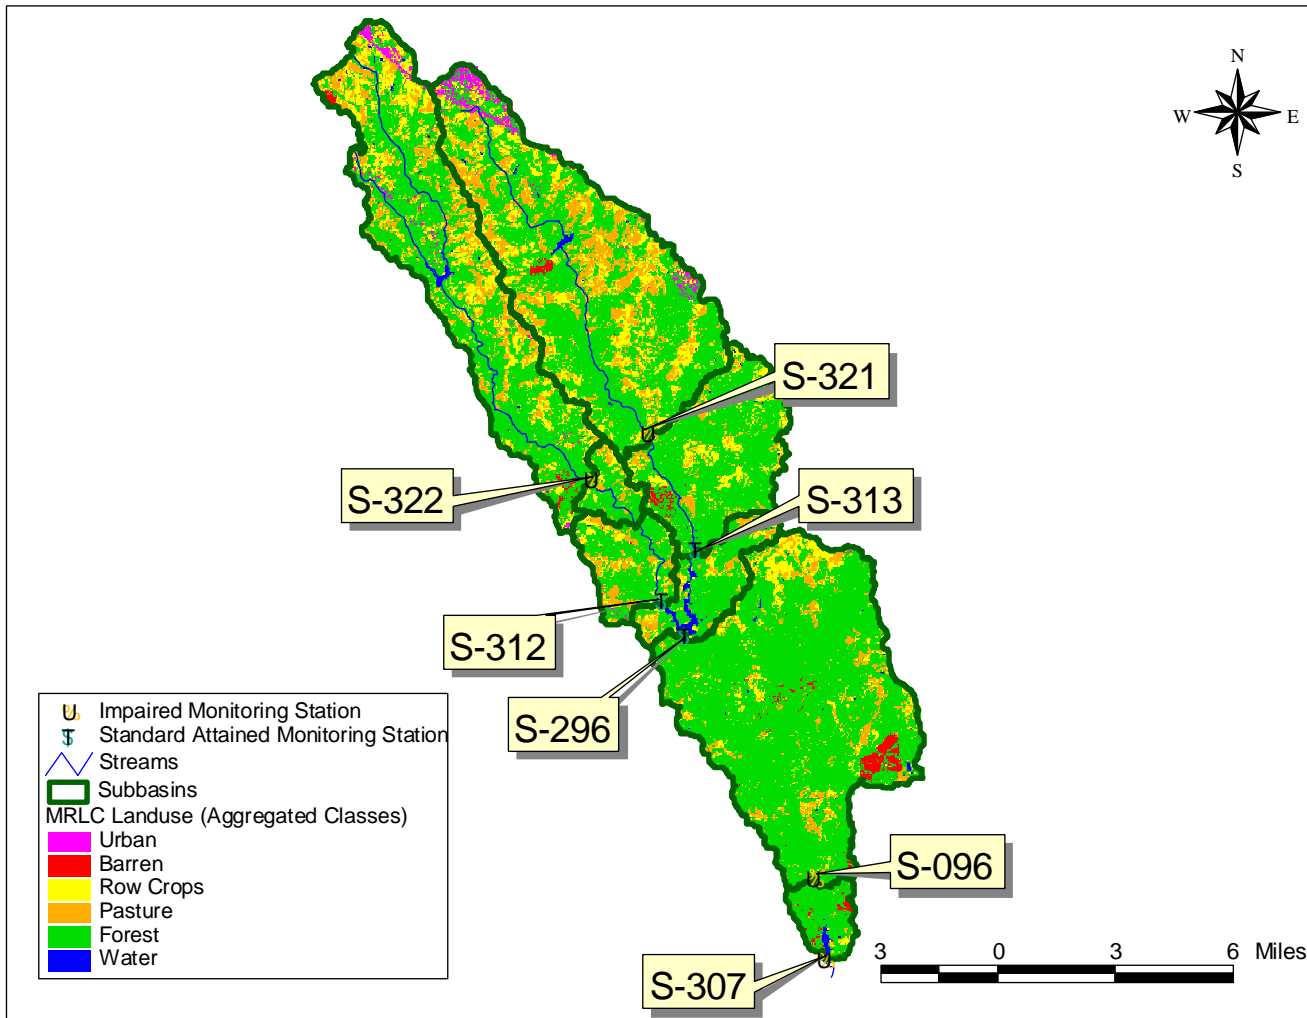 N
W E
S
S-321
S-322
S-313
S-312
S-296
S-096
S-307
U Impaired Monitoring Station
T Standard Attained Monitoring Station
Streams
Subbasins
MRLC Landuse (Aggregated Classes)
Urban
Barren
Row Crops
Pasture
Forest
Water
3 0 3 6 Miles